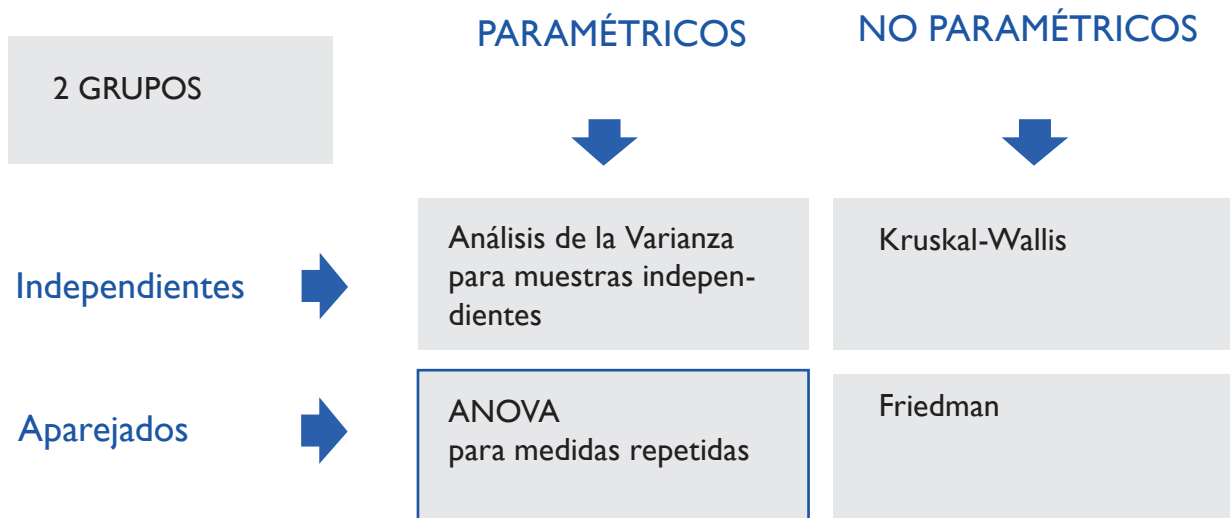 PARAMÉTRICOS
NO PARAMÉTRICOS
2 GRUPOS
Independientes
Análisis de la Varianza
para muestras indepen-
dientes
Kruskal-Wallis
Aparejados
ANOVA
para medidas repetidas
Friedman